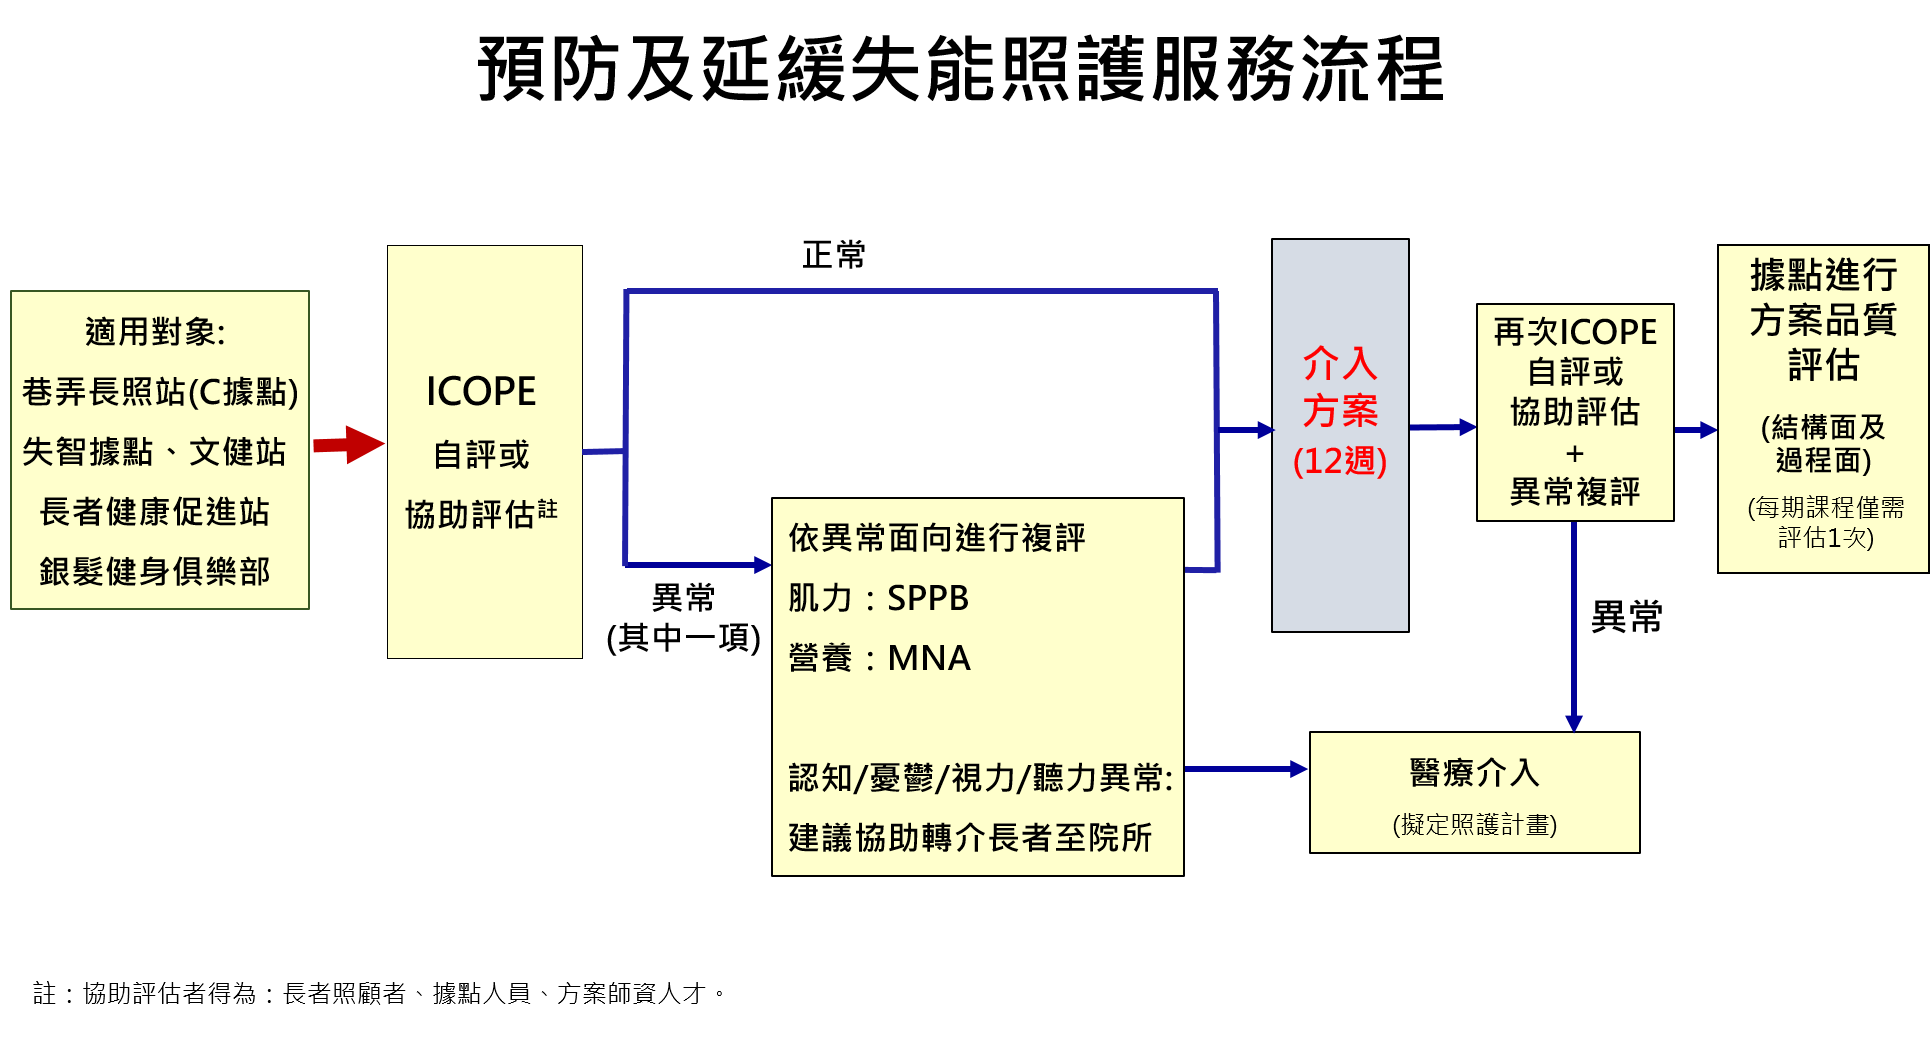 預防及延緩失能照護服務流程
適用對象:
巷弄長照站(C據點)
失智據點、文健站
長者健康促進站
銀髮健身俱樂部
ICOPE
自評或
協助評估註
正常
異常
(其中一項)
依異常面向進行複評
肌力：SPPB
營養：MNA
認知/憂鬱/視力/聽力異常:
建議協助轉介長者至院所
介入
方案
(12週)
再次ICOPE
自評或
協助評估
+
異常複評
異常
醫療介入
(擬定照護計畫)
據點進行
方案品質
評估
(結構面及
過程面)
(每期課程僅需
評估1次)
註：協助評估者得為：長者照顧者、據點人員、方案師資人才。